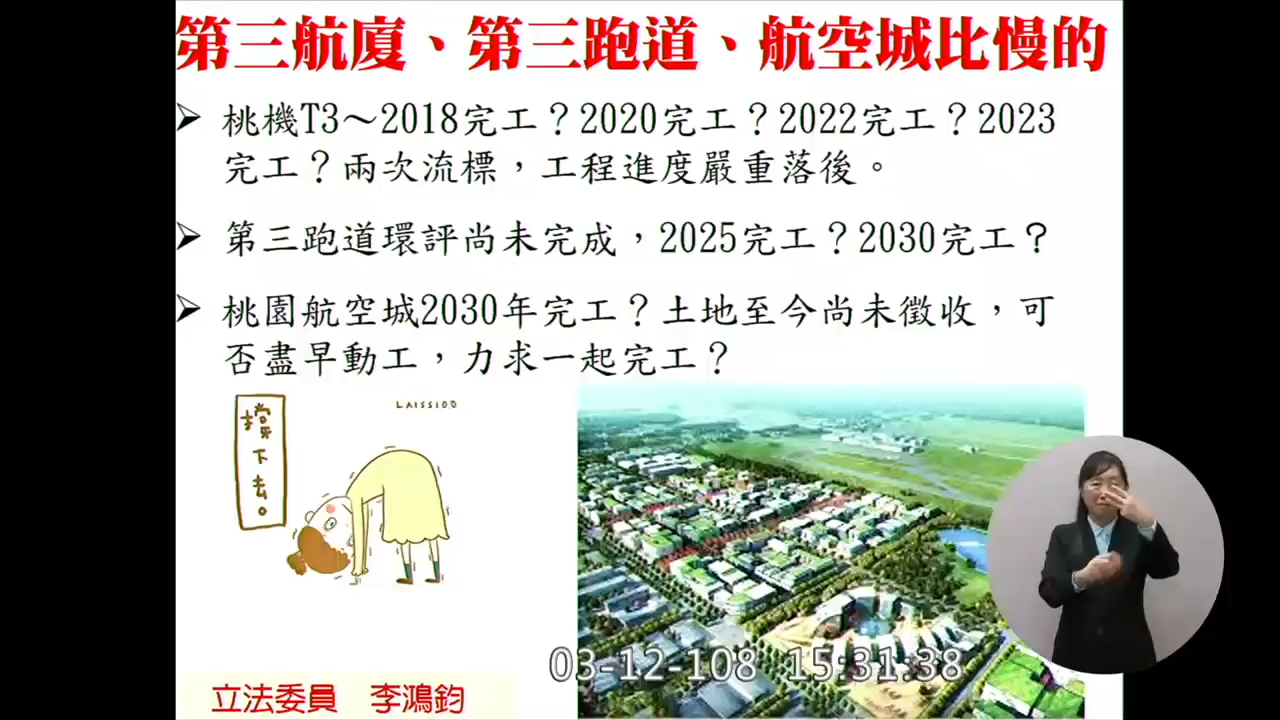 第三航廈、第三跑道、航空城比慢的
➢ 桃機T3～2018完工？2020完工？2022完工？2023
完工？兩次流標，工程進度嚴重落後。
➢ 第三跑道環評尚未完成，2025完工？2030完工？
➢ 桃園航空城2030年完工？土地至今尚未徵收，可
否盡早動工，力求一起完工？
撐下去。
LAISSIOO
03-12-108 15:31:38
立法委員 李鴻鈞